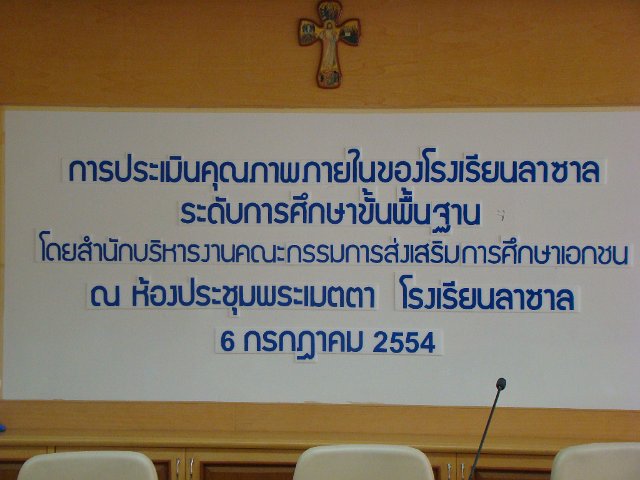 การประเมินคุณภาพภายในของโรงเรียนลาซาล
ระดับการศึกษาขั้นพื้นฐาน
โดยสำนักบริหารงานคณะกรรมการส่งเสริมการศึกษาเอกชน
ณ ห้องประชุมพระเมตตา โรงเรียนลาซาล
6 กรกฎาคม 2554